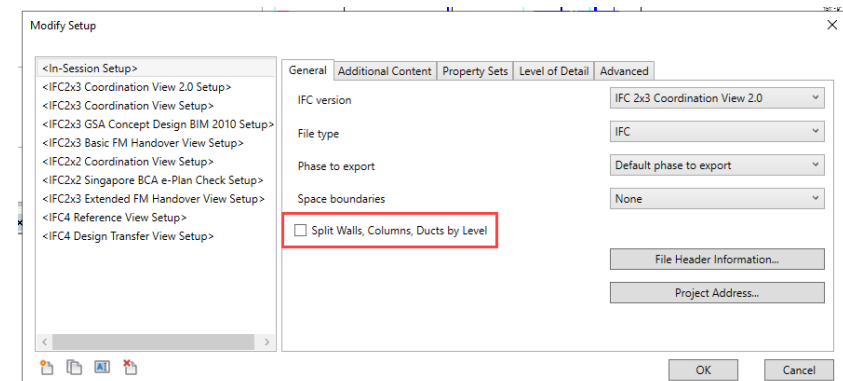 Modify Setup
<In-Session Setup>
<IFC2x3 Coordination View 2.0 Setup>
<IFC2x3 Coordination View Setup>
<IFC2x3 GSA Concept Design BIM 2010 Setup>
<IFC2x3 Basic FM Handover View Setup>
<IFC2x2 Coordination View Setup>
<IFC2x2 Singapore BCA e-Plan Check Setup>
<IFC2x3 Extended FM Handover View Setup>
<IFC4 Reference View Setup>
<IFC4 Design Transfer View Setup>
General Additional Content Property Sets Level of Detail Advanced
IFC version IFC 2x3 Coordination View 2.0
File type IFC
Phase to export Default phase to export
Space boundaries None
Split Walls, Columns, Ducts by Level
File Header Information...
Project Address...
OK Cancel